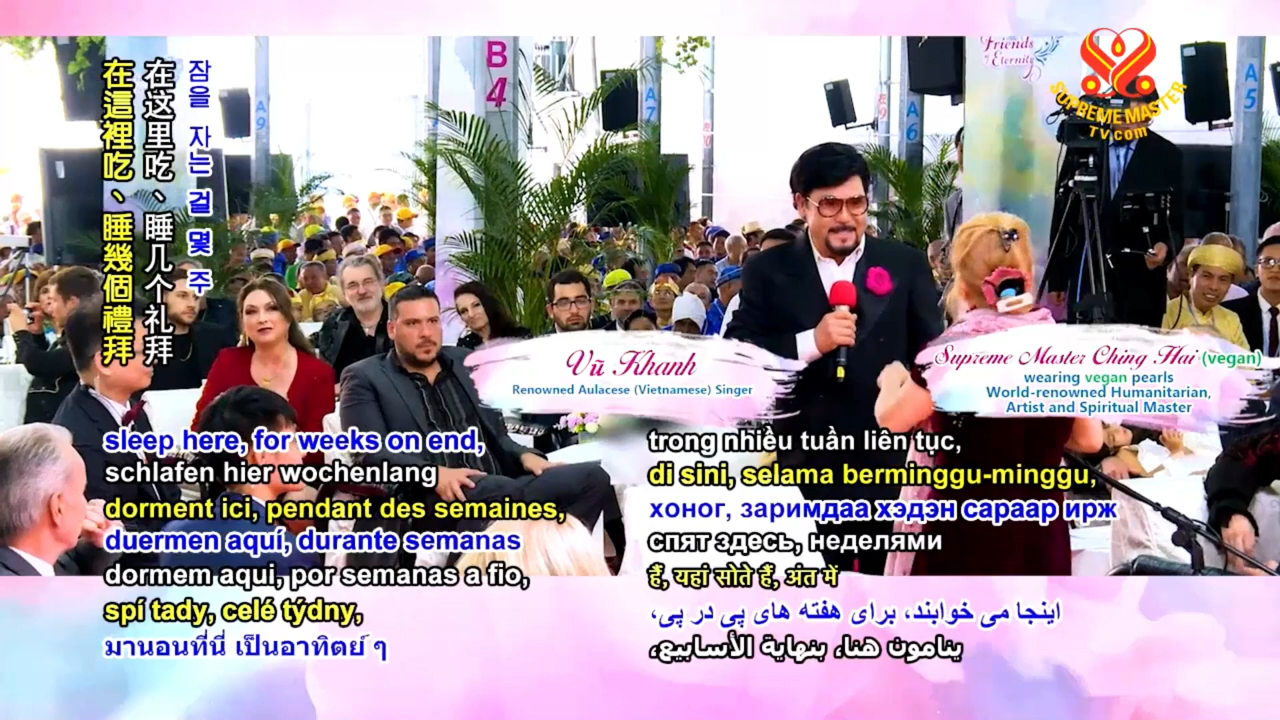 잠을 자는 걸 몇 주
在这里吃、睡几个礼拜
在這裡吃、睡幾個禮拜
B
4
A9
A7
A6
A5
Friends
of Eternity
SUPREME MASTER
TV.com
Vũ Khanh
Renowned Aulacese (Vietnamese) Singer
Supreme Master Ching Hai (vegan)
wearing vegan pearls
World-renowned Humanitarian,
Artist and Spiritual Master
sleep here, for weeks on end,
schlafen hier wochenlang
dorment ici, pendant des semaines,
duermen aquí, durante semanas
dormem aqui, por semanas a fio,
spí tady, celé týdny,
มานอนที่นี่ เป็นอาทิตย์ ๆ
trong nhiều tuần liên tục,
di sini, selama berminggu-minggu,
хоног, заримдаа хэдэн сараар ирж
спят здесь, неделями
हैं, यहां सोते हैं, अंत में
اینجا می خوابند، برای هفته های پی در پی،
ينامون هنا، بنهاية الأسابيع،